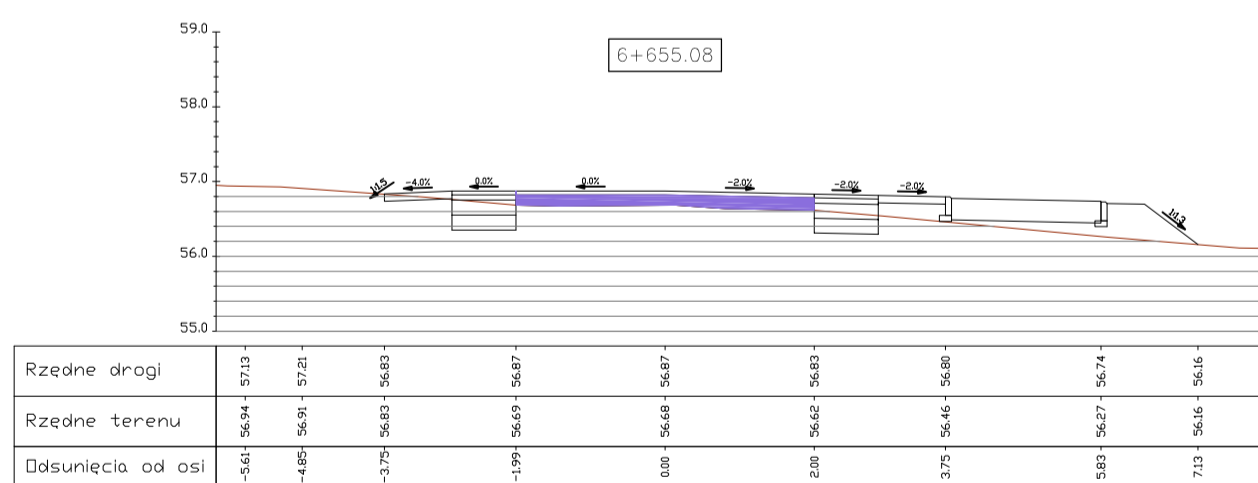 59.0
6+655.08
58.0
57.0
1:1.5 -4.0% 0.0% 0.0% -2.0% -2.0% -2.0% 1:1.3
56.0
55.0
Rzędne drogi 57.13 57.21 56.83 56.87 56.87 56.83 56.80 56.74 56.16
Rzędne terenu 56.94 56.91 56.83 56.69 56.68 56.62 56.46 56.27 56.16
Odsunięcia od osi -5.61 -4.85 -3.75 -1.99 0.00 2.00 3.75 5.83 7.13